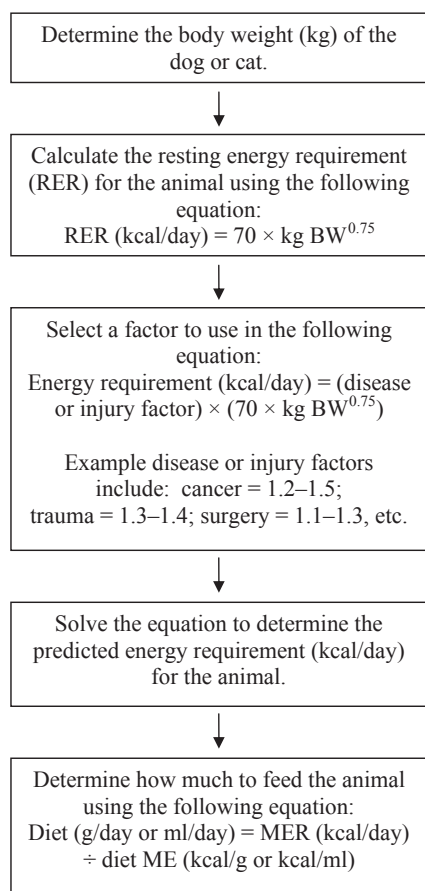 Determine the body weight (kg) of the
dog or cat.
Calculate the resting energy requirement
(RER) for the animal using the following
equation:
RER (kcal/day) = 70 × kg BW^0.75
Select a factor to use in the following
equation:
Energy requirement (kcal/day) = (disease
or injury factor) × (70 × kg BW^0.75)
Example disease or injury factors
include: cancer = 1.2–1.5;
trauma = 1.3–1.4; surgery = 1.1–1.3, etc.
Solve the equation to determine the
predicted energy requirement (kcal/day)
for the animal.
Determine how much to feed the animal
using the following equation:
Diet (g/day or ml/day) = MER (kcal/day)
÷ diet ME (kcal/g or kcal/ml)